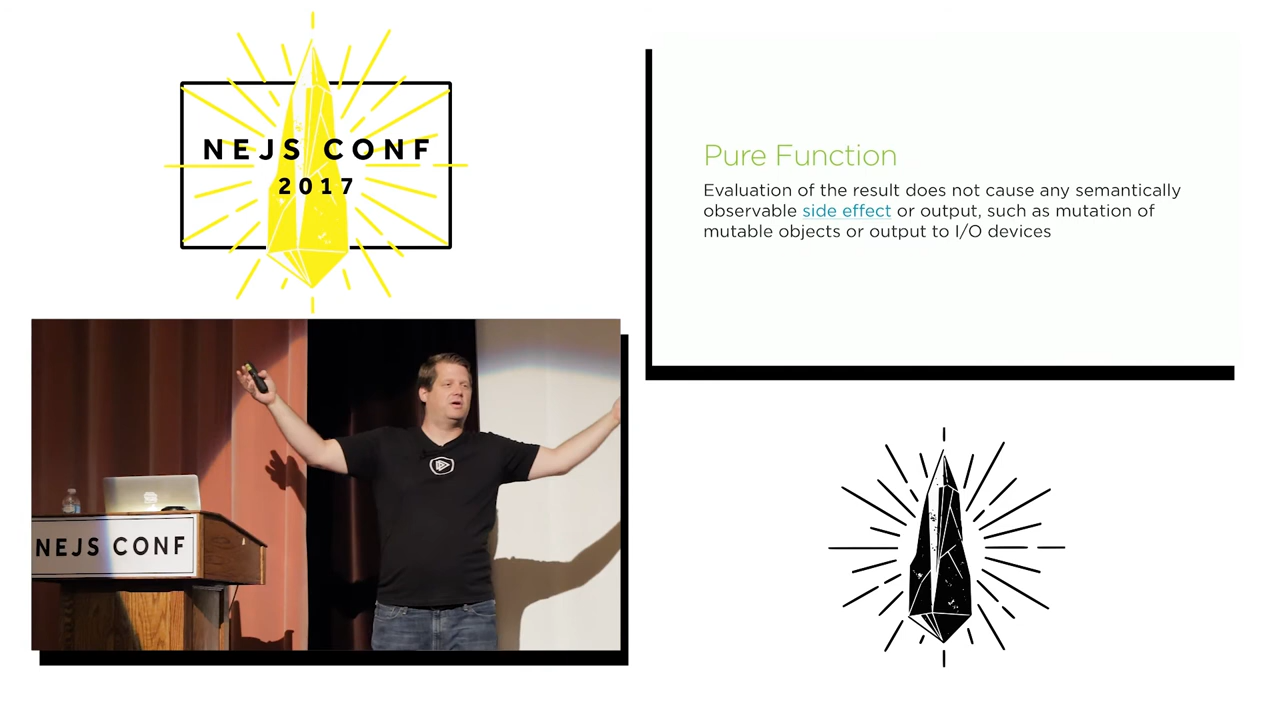 NEJS CONF
2017
Pure Function
Evaluation of the result does not cause any semantically
observable side effect or output, such as mutation of
mutable objects or output to I/O devices
NEJS CONF